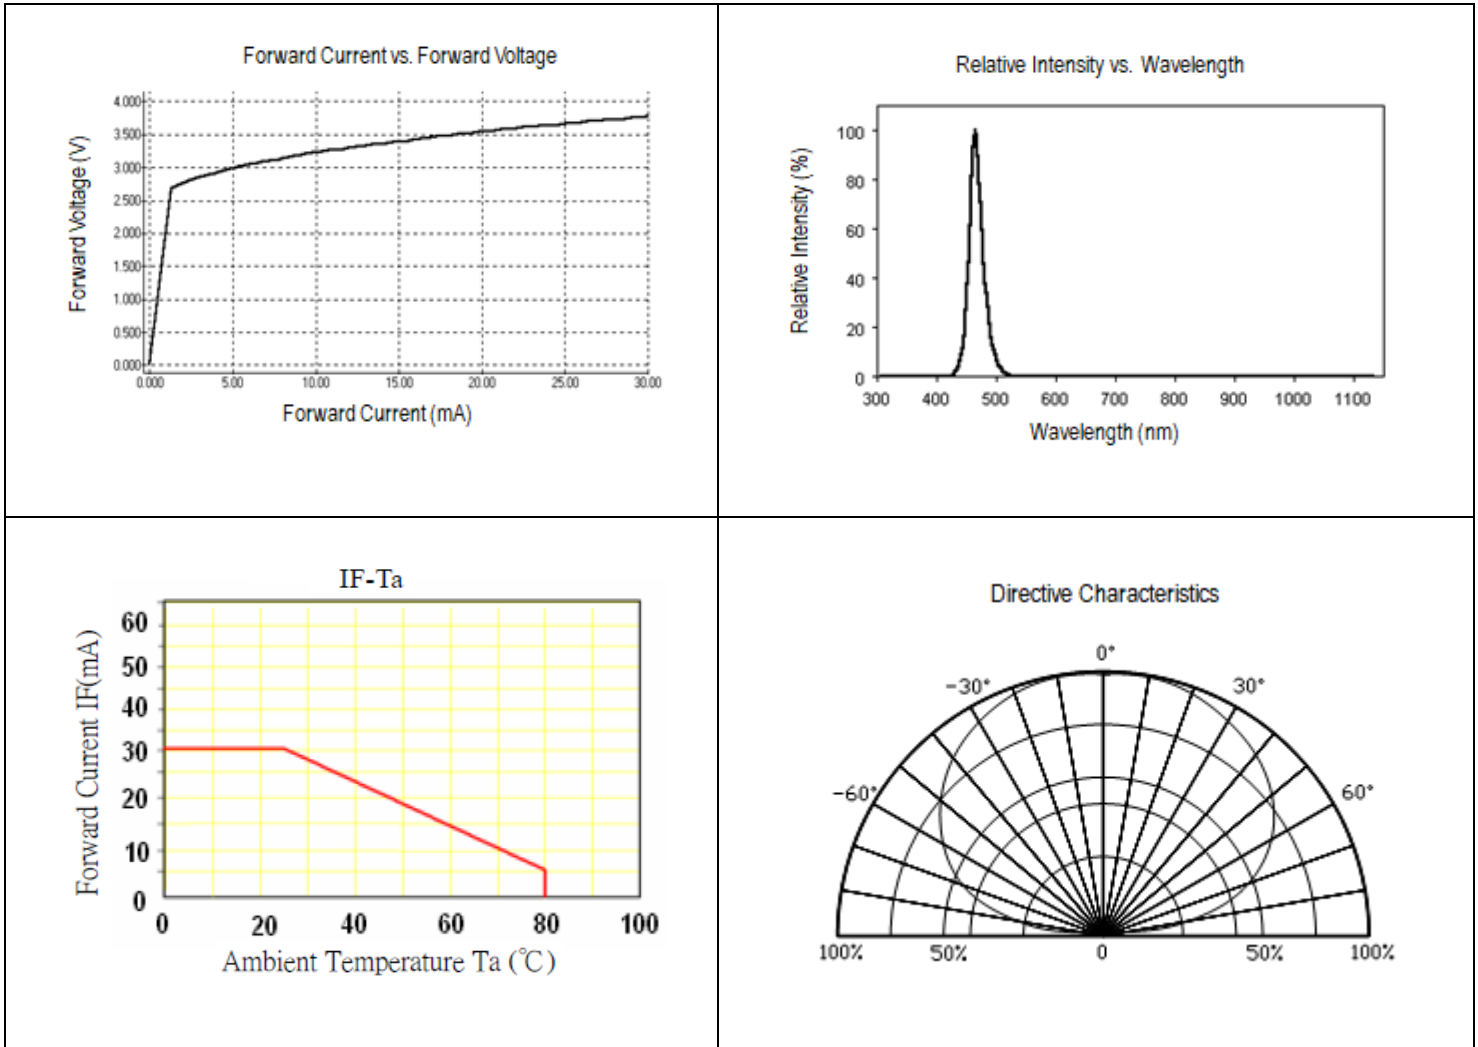 Forward Current vs. Forward Voltage
Forward Voltage (V)
4.000
3.500
3.000
2.500
2.000
1.500
1.000
0.500
0.000
0.000 5.00 10.00 15.00 20.00 25.00 30.00
Forward Current (mA)
Relative Intensity vs. Wavelength
Relative Intensity (%)
100
80
60
40
20
0
300 400 500 600 700 800 900 1000 1100
Wavelength (nm)
IF-Ta
Forward Current IF(mA)
60
50
40
30
20
10
0
0 20 40 60 80 100
Ambient Temperature Ta (℃)
Directive Characteristics
0°
-30° 30°
-60° 60°
100% 50% 0 50% 100%